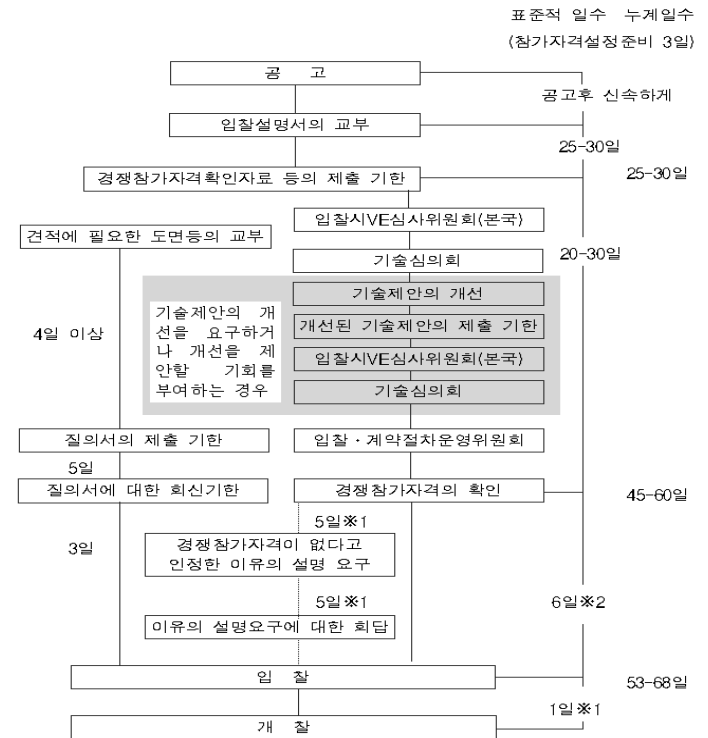 표준적 일수 누계일수
(참가자격설정준비 3일)
공 고
공고후 신속하게
입찰설명서의 교부
25-30일
경쟁참가자격확인자료 등의 제출 기한
25-30일
입찰시VE심사위원회(본국)
견적에 필요한 도면등의 교부
기술심의회
20-30일
기술제안의 개선
기술제안의 개
선을 요구하거
나 개선을 제
안할 기회를
부여하는 경우
개선된 기술제안의 제출 기한
4일 이상
입찰시VE심사위원회(본국)
기술심의회
질의서의 제출 기한
입찰·계약절차운영위원회
5일
질의서에 대한 회신기한
경쟁참가자격의 확인
45-60일
5일※1
3일
경쟁참가자격이 없다고
인정한 이유의 설명 요구
5일※1
6일※2
이유의 설명요구에 대한 회답
입 찰
53-68일
1일※1
개 찰